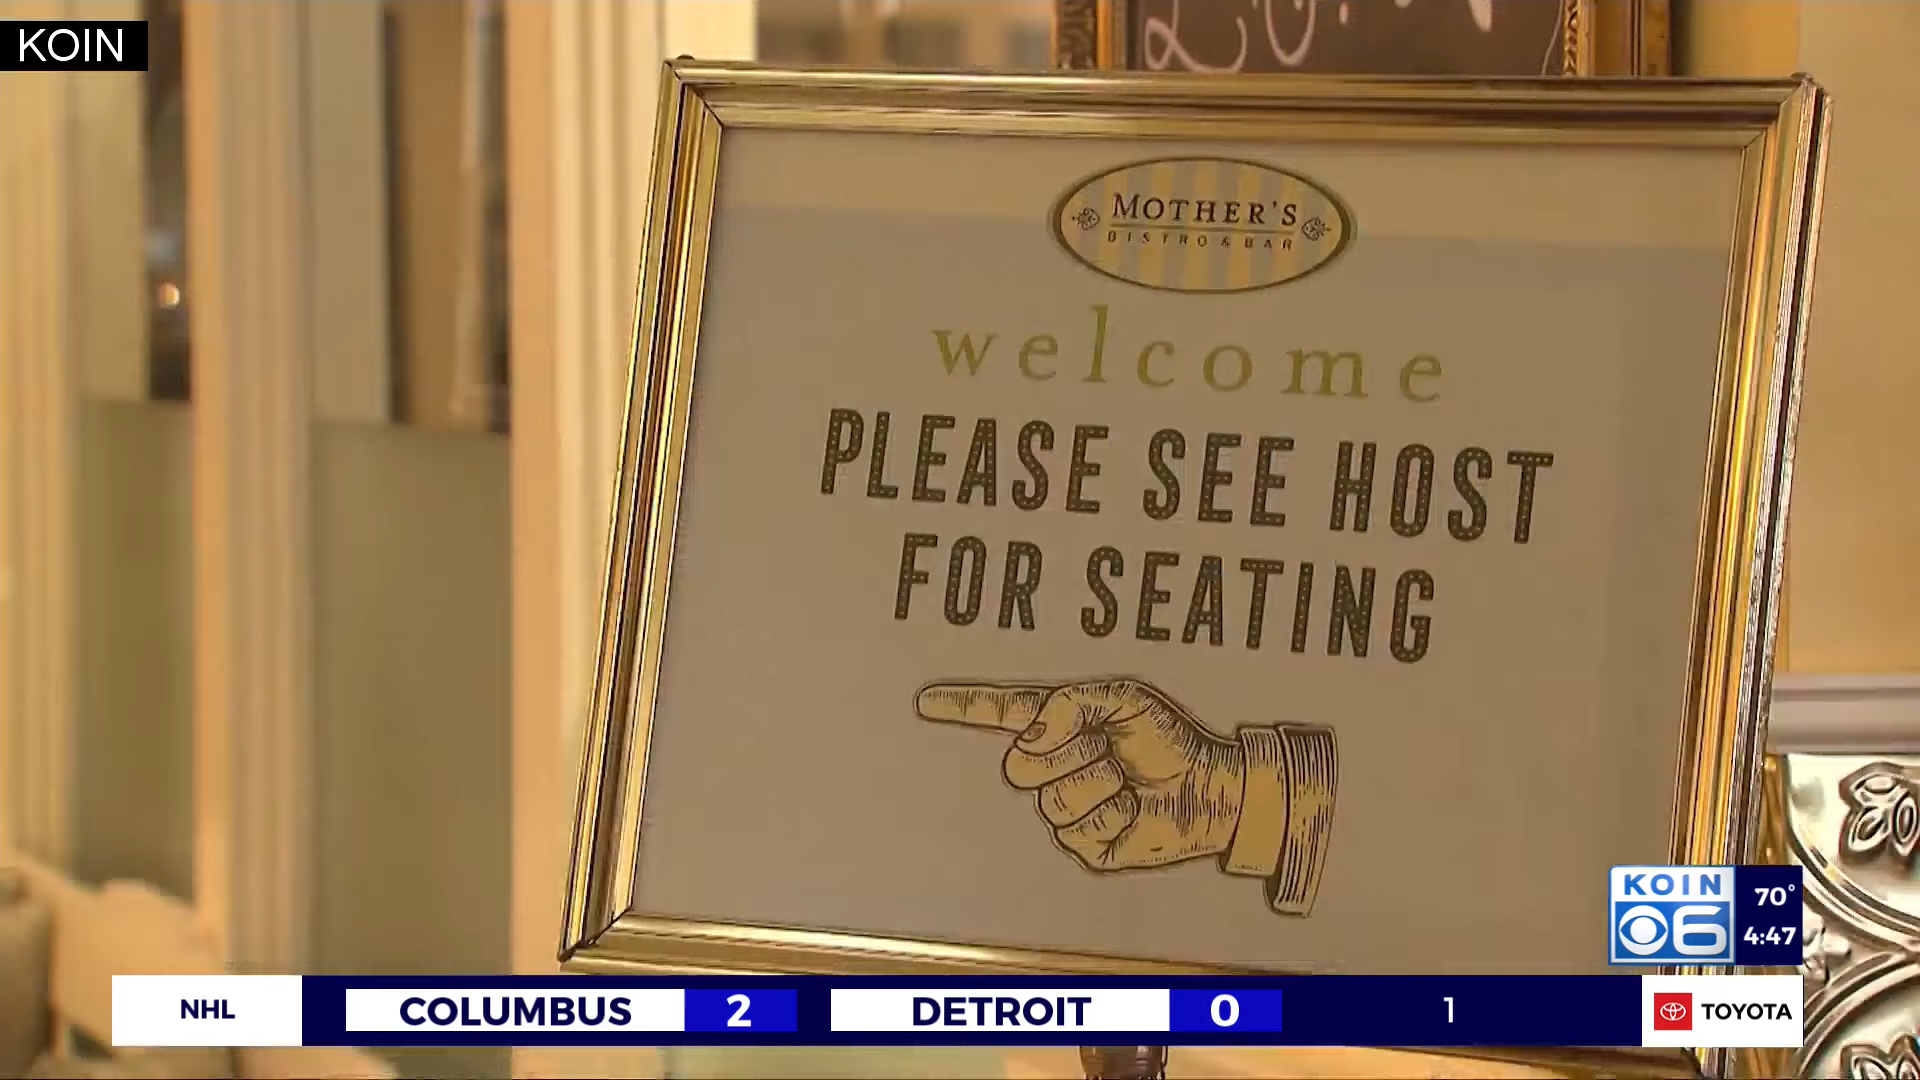 KOIN
MOTHER'S
BISTRO & BAR
welcome
PLEASE SEE HOST
FOR SEATING
KOIN
6
70°
4:47
NHL COLUMBUS 2 DETROIT 0 1 TOYOTA